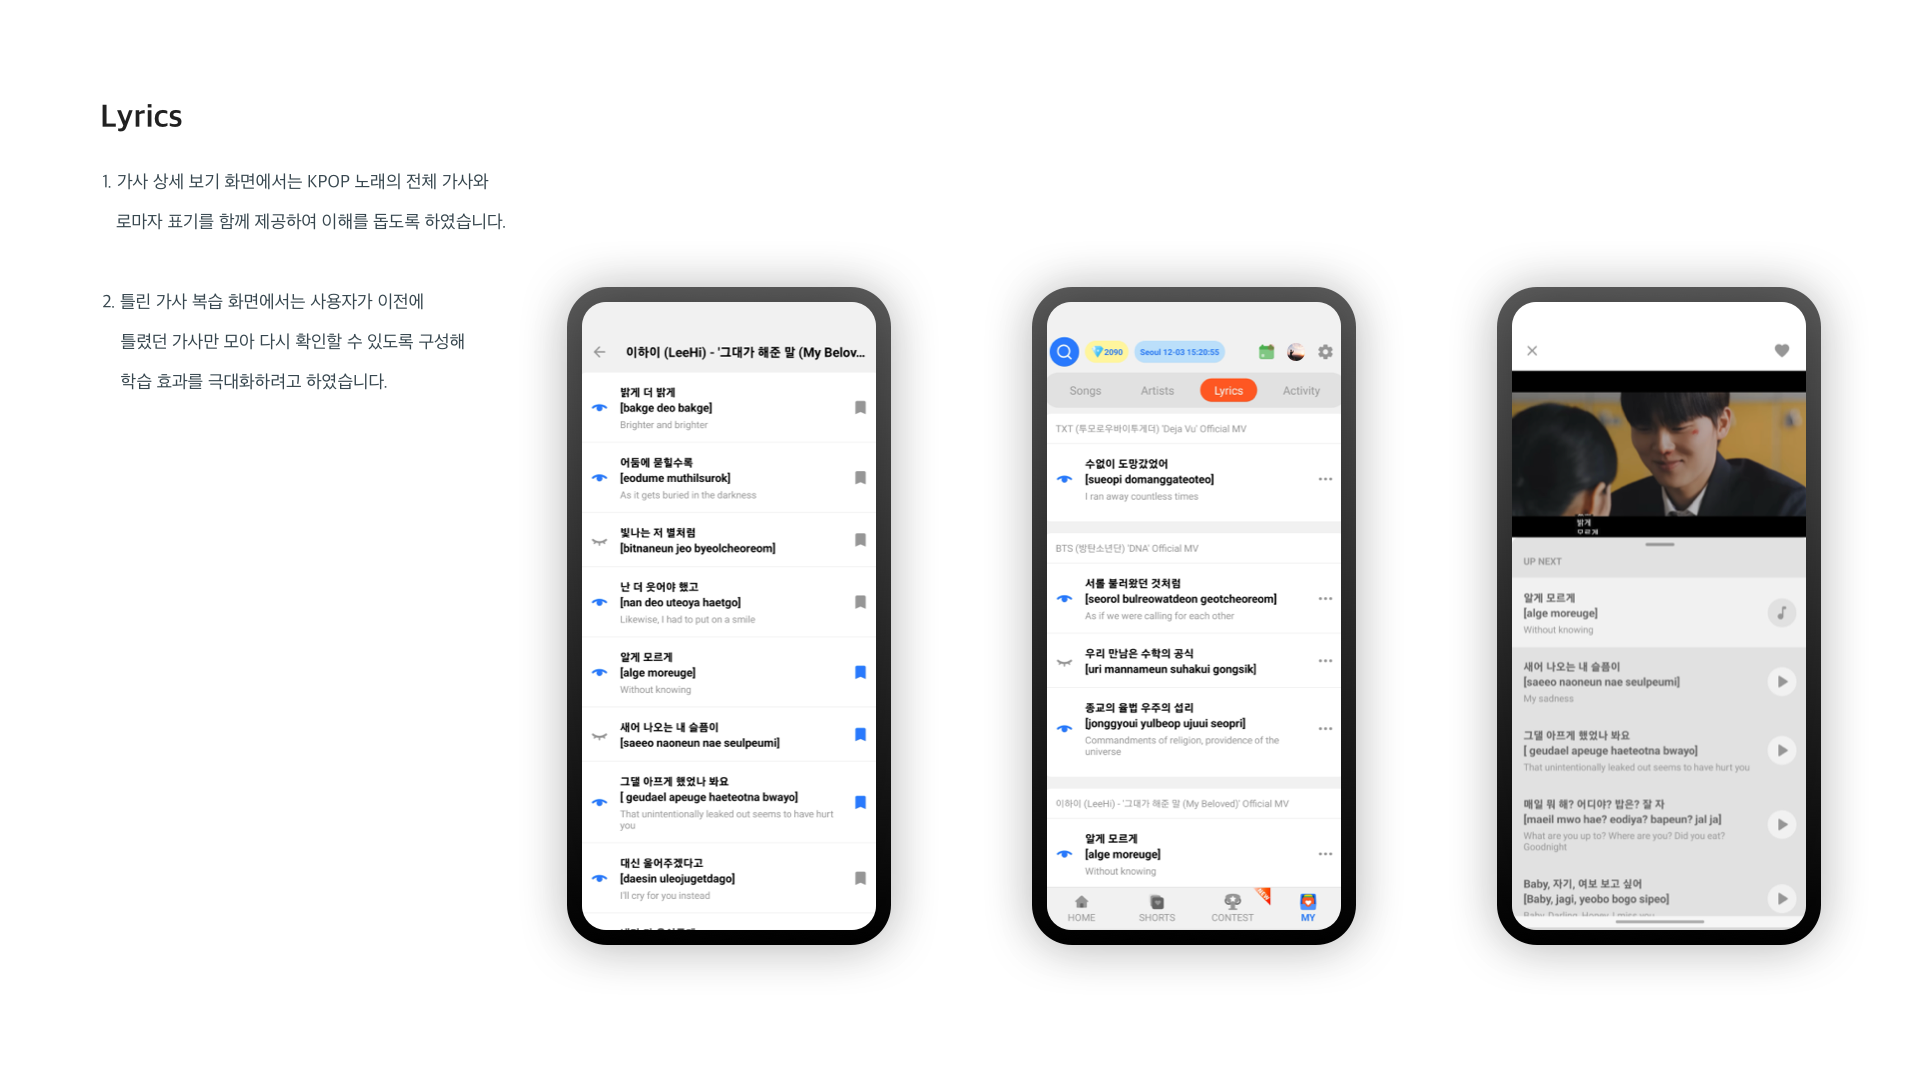 Lyrics
1. 가사 상세 보기 화면에서는 KPOP 노래의 전체 가사와
로마자 표기를 함께 제공하여 이해를 돕도록 하였습니다.
2. 틀린 가사 복습 화면에서는 사용자가 이전에
틀렸던 가사만 모아 다시 확인할 수 있도록 구성해
학습 효과를 극대화하려고 하였습니다.
이하이 (LeeHi) - '그대가 해준 말 (My Belov...
밝게 더 밝게
[bakge deo bakge]
Brighter and brighter
어둠에 묻힐수록
[eodume muthilsurok]
As it gets buried in the darkness
빛나는 저 별처럼
[bitnaneun jeo byeolcheoreom]
난 더 웃어야 했고
[nan deo uteoya haetgo]
Likewise, I had to put on a smile
알게 모르게
[alge moreuge]
Without knowing
새어 나오는 내 슬픔이
[saeeo naoneun nae seulpeumi]
그댈 아프게 했었나 봐요
[ geudael apeuge haeteotna bwayo]
That unintentionally leaked out seems to have hurt
you
대신 울어주겠다고
[daesin uleojugetdago]
I'll cry for you instead
2090
Seoul 12-03 15:20:55
Songs
Artists
Lyrics
Activity
TXT (투모로우바이투게더) 'Deja Vu' Official MV
수없이 도망갔었어
[sueopi domanggateoteo]
I ran away countless times
BTS (방탄소년단) 'DNA' Official MV
서롤 불러왔던 것처럼
[seorol bulreowatdeon geotcheoreom]
As if we were calling for each other
우리 만남은 수학의 공식
[uri mannameun suhakui gongsik]
종교의 율법 우주의 섭리
[jonggyoui yulbeop ujuui seopri]
Commandments of religion, providence of the
universe
이하이 (LeeHi) - '그대가 해준 말 (My Beloved)' Official MV
알게 모르게
[alge moreuge]
Without knowing
HOME
SHORTS
CONTEST
MY
밝게
모르게
UP NEXT
알게 모르게
[alge moreuge]
Without knowing
새어 나오는 내 슬픔이
[saeeo naoneun nae seulpeumi]
My sadness
그댈 아프게 했었나 봐요
[ geudael apeuge haeteotna bwayo]
That unintentionally leaked out seems to have hurt you
매일 뭐 해? 어디야? 밥은? 잘 자
[maeil mwo hae? eodiya? bapeun? jal ja]
What are you up to? Where are you? Did you eat?
Goodnight
Baby, 자기, 여보 보고 싶어
[Baby, jagi, yeobo bogo sipeo]
Baby, Darling, Honey, I miss you